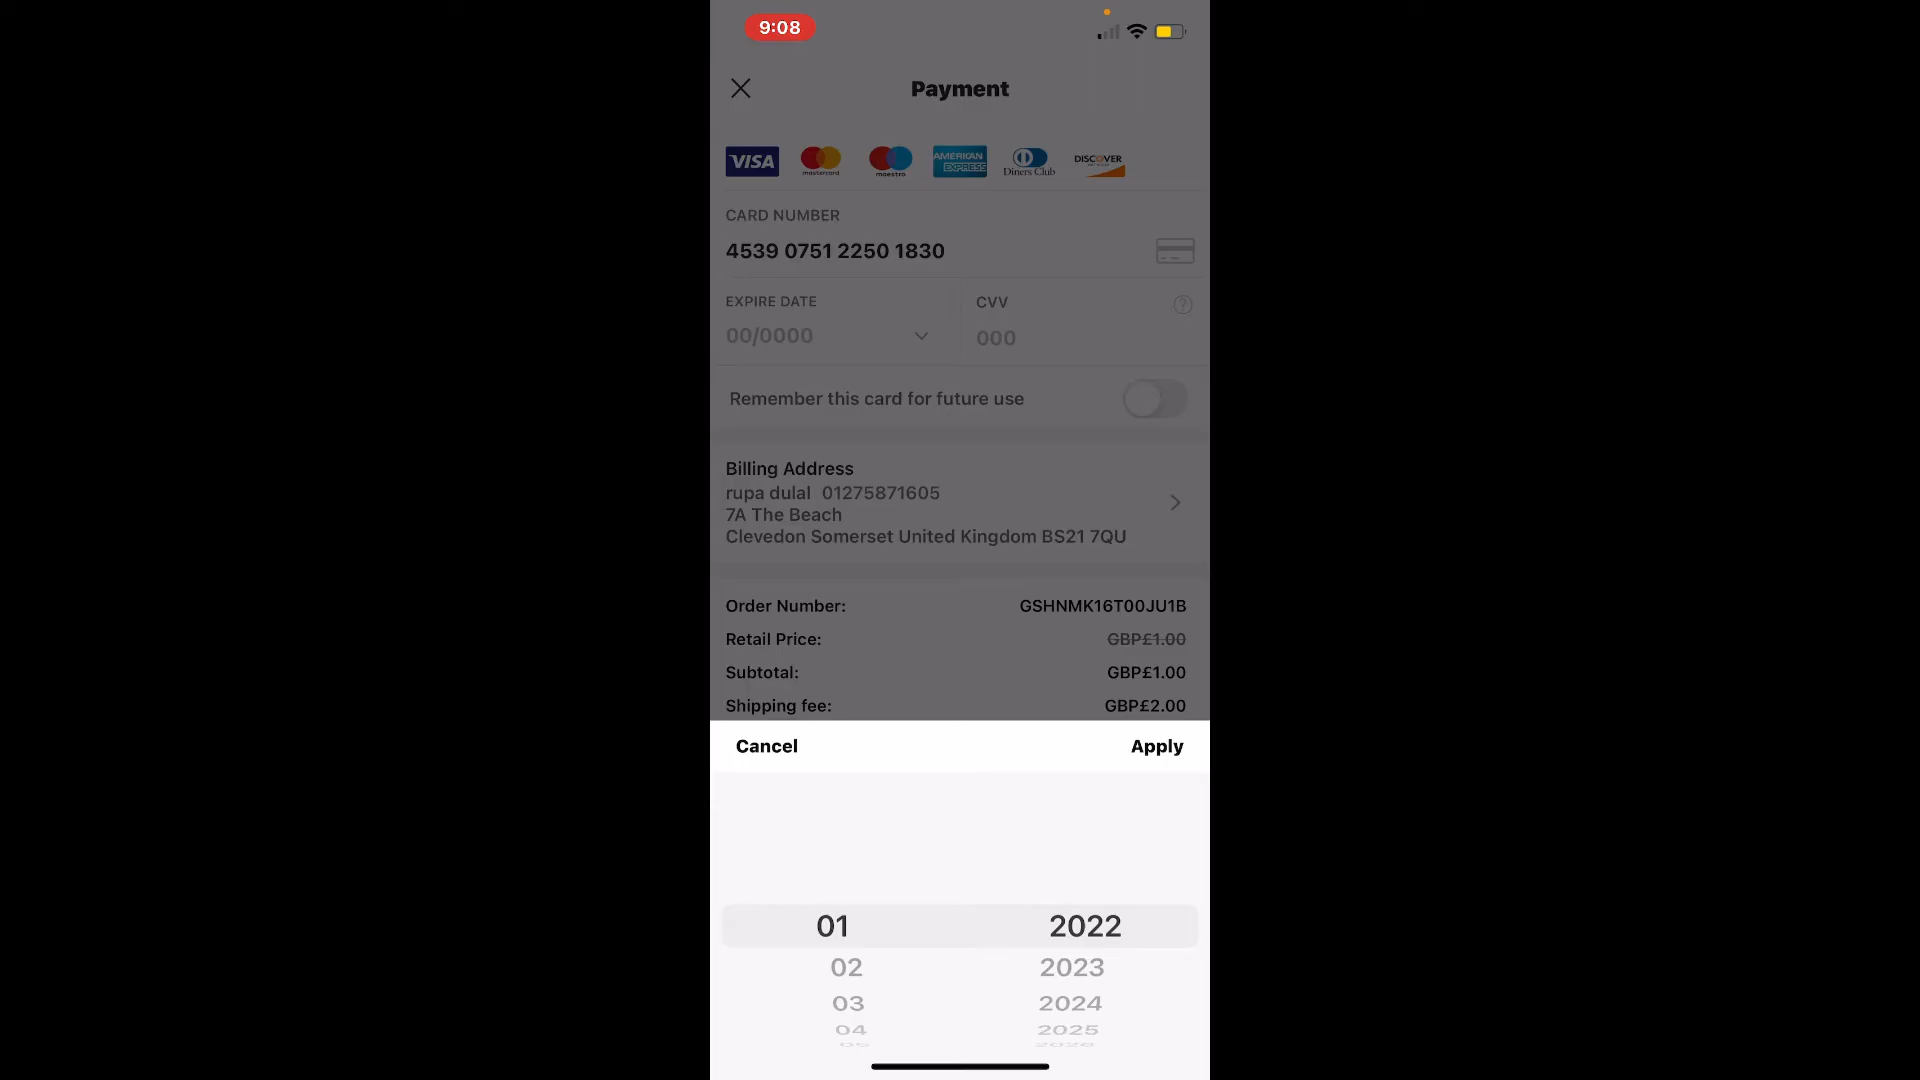 9:08
Payment
VISA
mastercard
maestro
AMERICAN EXPRESS
Diners Club
DISCOVER
CARD NUMBER
4539 0751 2250 1830
EXPIRE DATE
CVV
00/0000
000
Remember this card for future use
Billing Address
rupa dulal 01275871605
7A The Beach
Clevedon Somerset United Kingdom BS21 7QU
Order Number: GSHNMK16T00JU1B
Retail Price: GBP£1.00
Subtotal: GBP£1.00
Shipping fee: GBP£2.00
Cancel Apply
01 2022
02 2023
03 2024
04 2025
05 2026